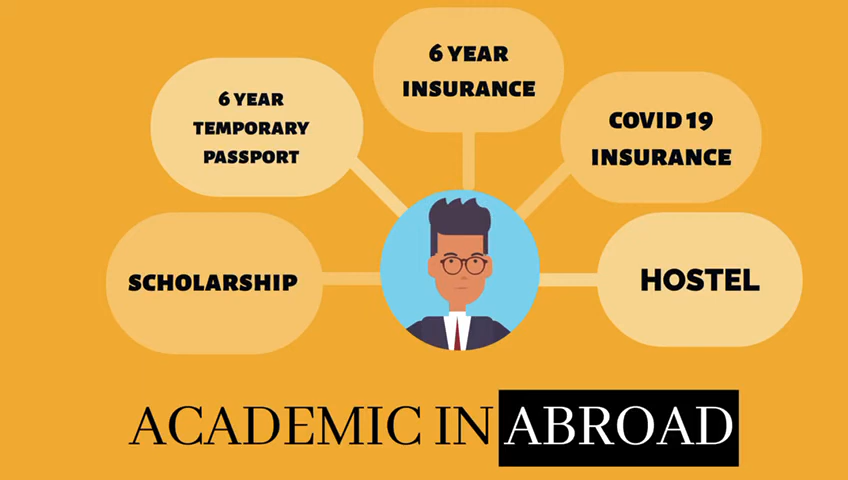 6 YEAR
INSURANCE
6 YEAR
TEMPORARY
PASSPORT
COVID 19
INSURANCE
SCHOLARSHIP
HOSTEL
ACADEMIC IN ABROAD